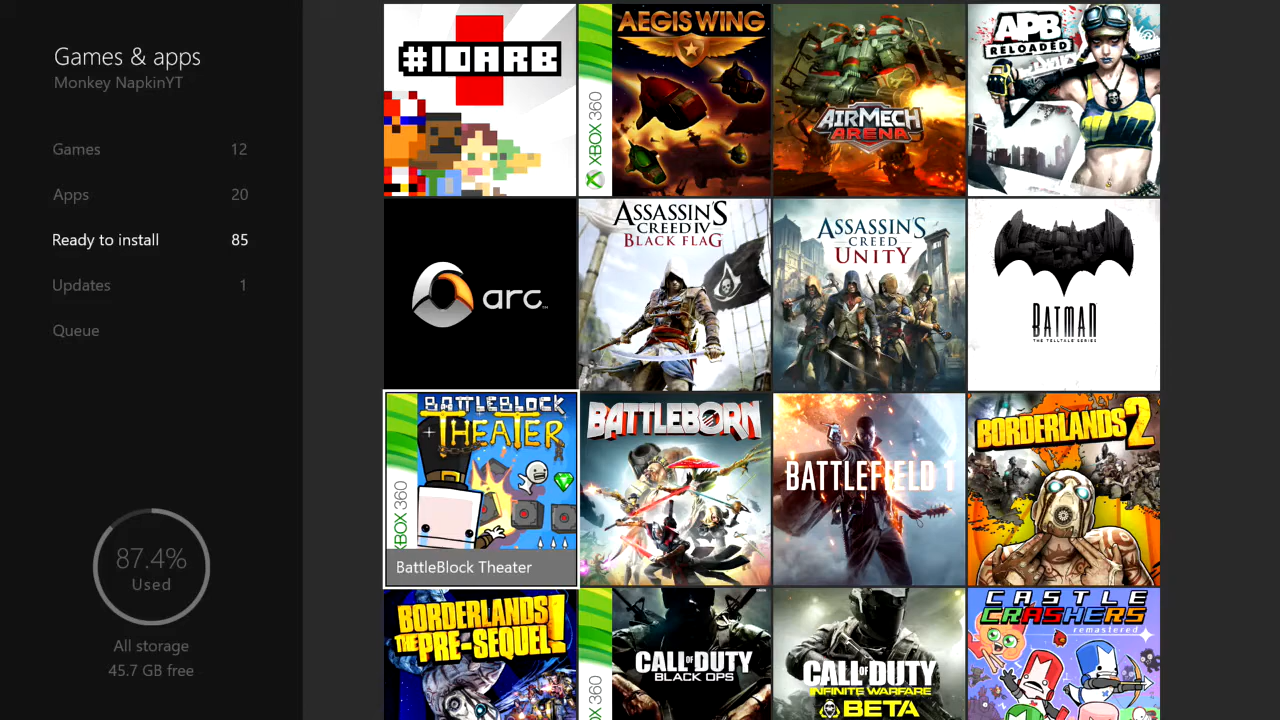 Games & apps
Monkey NapkinYT
Games 12
Apps 20
Ready to install 85
Updates 1
Queue
87.4%
Used
All storage
45.7 GB free
#IDARB
XBOX 360
AEGIS WING
AIRMECH
ARENA
APB
RELOADED
arc
ASSASSIN'S
CREED IV
BLACK FLAG
ASSASSIN'S
CREED
UNITY
BATMAN
THE TELLTALE SERIES
XBOX 360
BATTLEBLOCK
THEATER
BattleBlock Theater
BATTLEBORN
BATTLEFIELD 1
BORDERLANDS 2
BORDERLANDS
THE PRE-SEQUEL!
XBOX 360
CALL OF DUTY
BLACK OPS
CALL OF DUTY
INFINITE WARFARE
BETA
CASTLE
CRASHERS
remastered